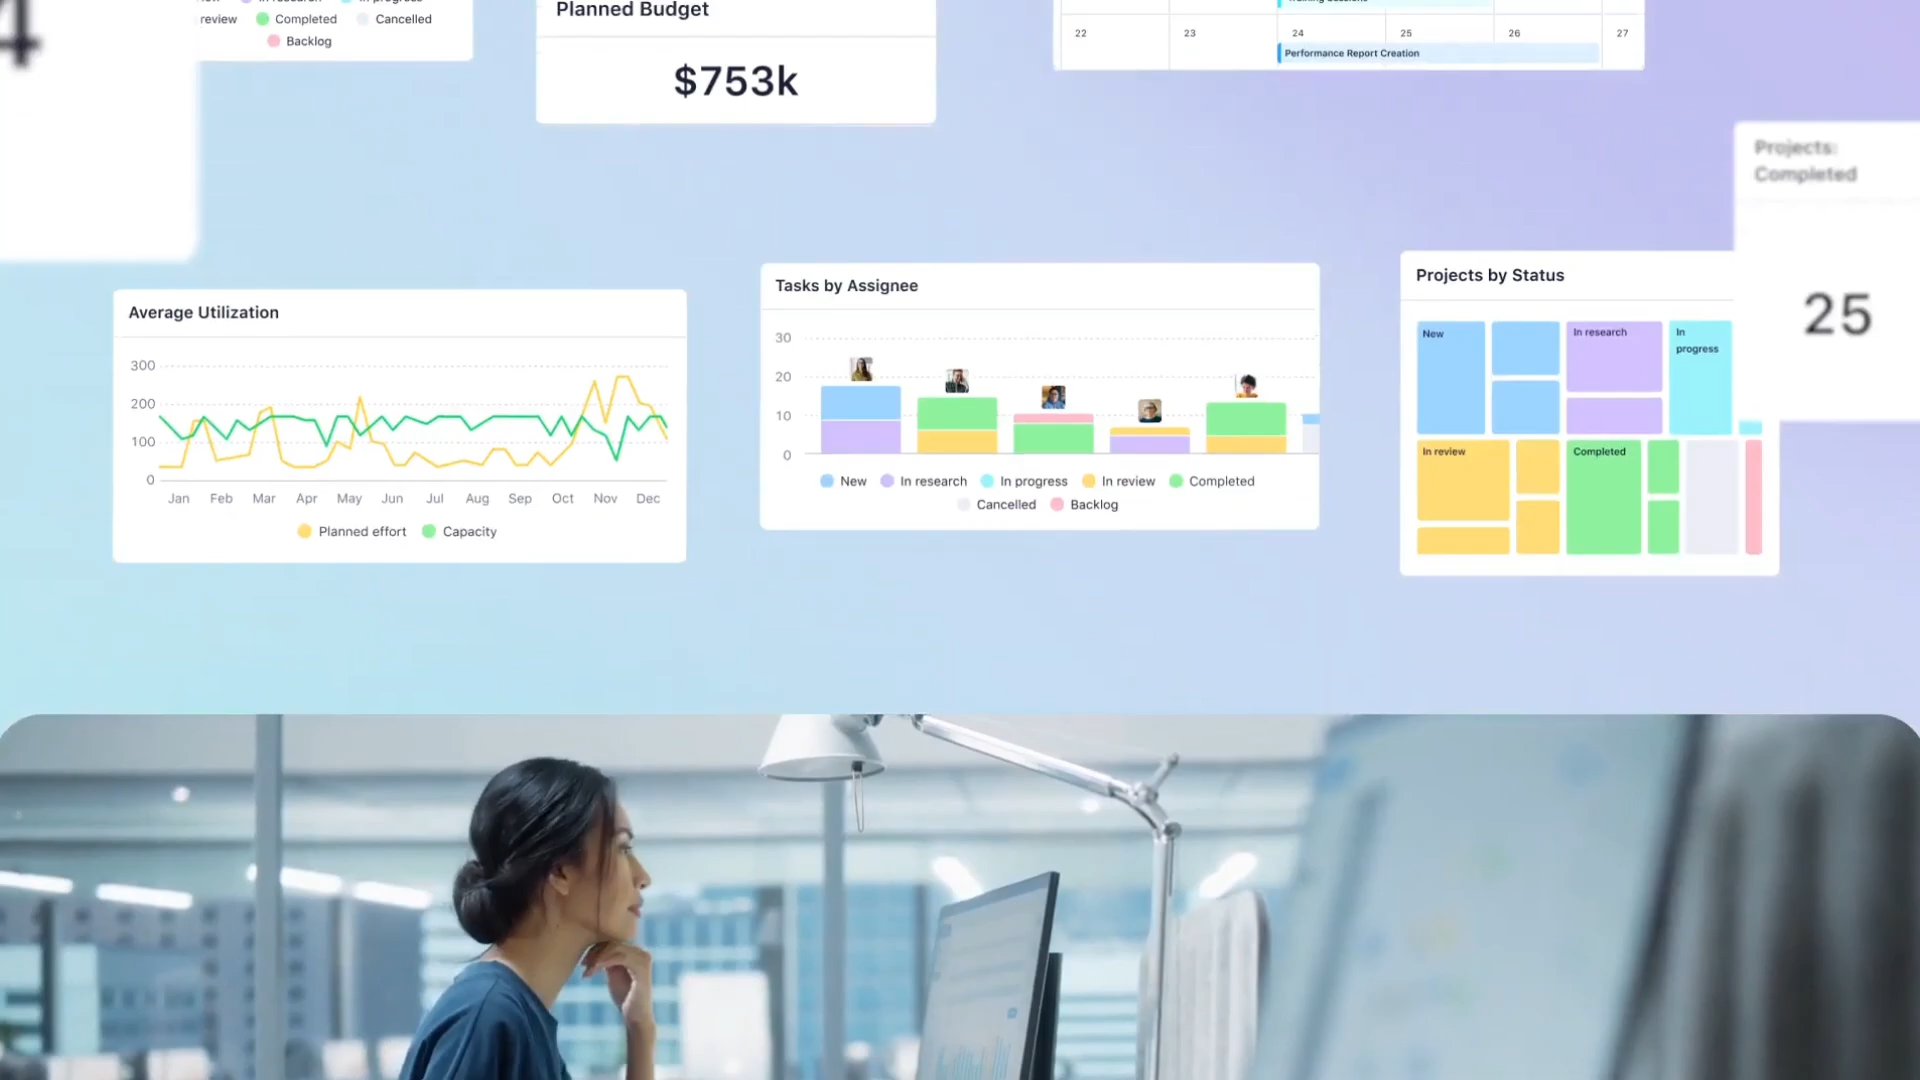 4
review Completed Cancelled
Backlog
Planned Budget
$753k
22 23 24 25 26 27
Performance Report Creation
Projects:
Completed
25
Average Utilization
300
200
100
0
Jan Feb Mar Apr May Jun Jul Aug Sep Oct Nov Dec
Planned effort Capacity
Tasks by Assignee
30
20
10
0
New In research In progress In review Completed
Cancelled Backlog
Projects by Status
New
In research
In
progress
In review
Completed